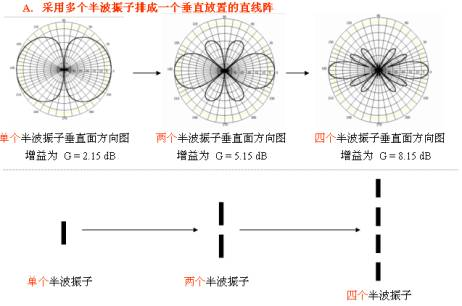 A. 采用多个半波振子排成一个垂直放置的直线阵
单个半波振子垂直面方向图
两个半波振子垂直面方向图
四个半波振子垂直面方向图
增益为 G = 2.15 dB
增益为 G = 5.15 dB
增益为 G = 8.15 dB
单个半波振子
两个半波振子
四个半波振子